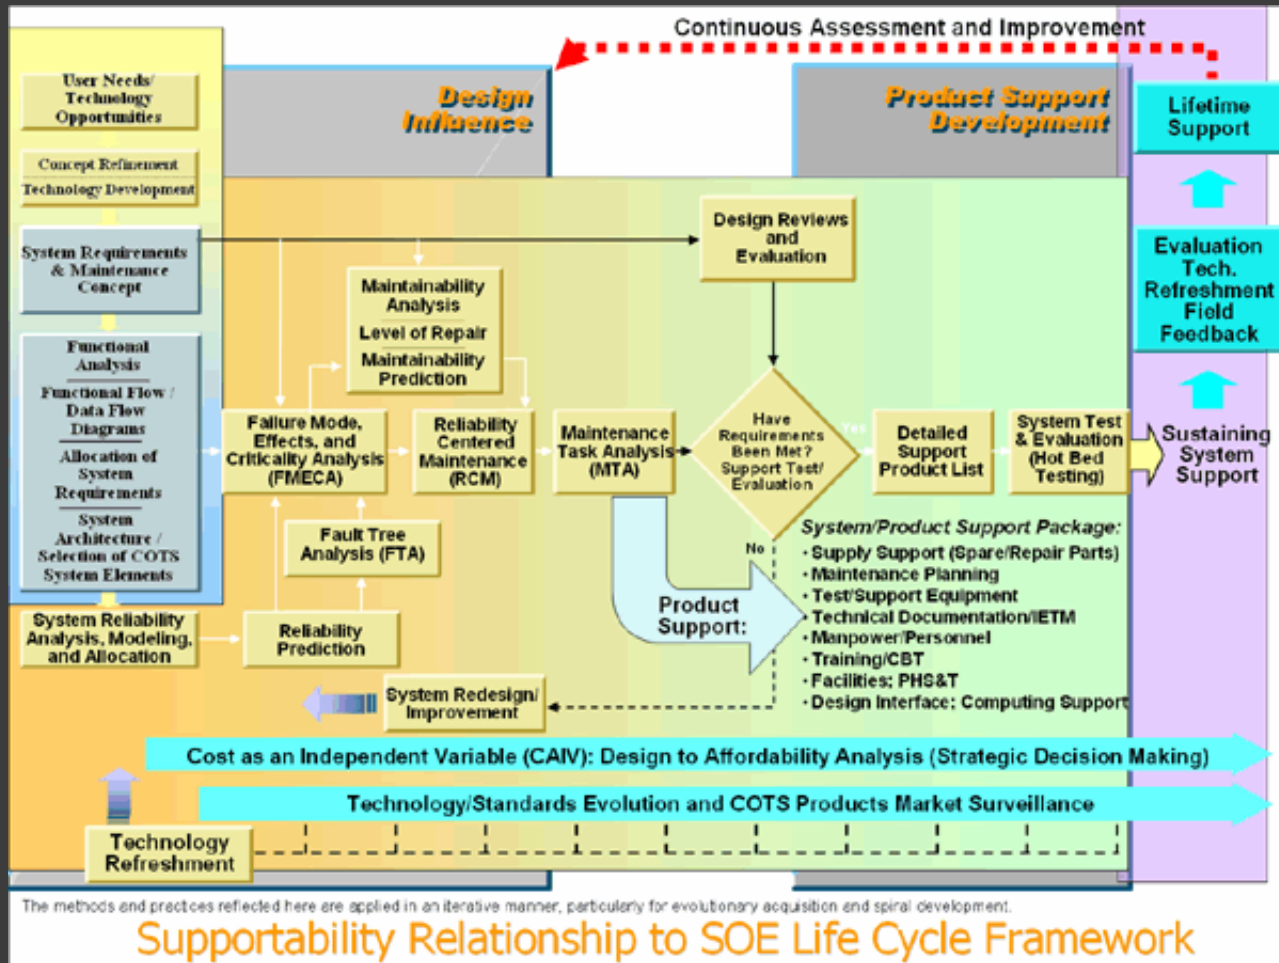 Continuous Assessment and Improvement
User Needs/
Technology
Opportunities
Concept Refinement
Technology Development
System Requirements
& Maintenance
Concept
Functional
Analysis
Functional Flow /
Data Flow
Diagrams
Allocation of
System
Requirements
System
Architecture /
Selection of COTS
System Elements
System Reliability
Analysis, Modeling,
and Allocation
Design
Influence
Product Support
Development
Lifetime
Support
Evaluation
Tech.
Refreshment
Field
Feedback
Sustaining
System
Support
Design Reviews
and
Evaluation
Maintainability
Analysis
Level of Repair
Maintainability
Prediction
Failure Mode,
Effects, and
Criticality Analysis
(FMECA)
Reliability
Centered
Maintenance
(RCM)
Maintenance
Task Analysis
(MTA)
Have
Requirements
Been Met?
Support Test/
Evaluation
Yes
No
Detailed
Support
Product List
System Test
& Evaluation
(Hot Bed
Testing)
Fault Tree
Analysis (FTA)
Reliability
Prediction
Product
Support:
System/Product Support Package:
• Supply Support (Spare/Repair Parts)
• Maintenance Planning
• Test/Support Equipment
• Technical Documentation/IETM
• Manpower/Personnel
• Training/CBT
• Facilities; PHS&T
• Design Interface; Computing Support
System Redesign/
Improvement
Cost as an Independent Variable (CAIV): Design to Affordability Analysis (Strategic Decision Making)
Technology/Standards Evolution and COTS Products Market Surveillance
Technology
Refreshment
The methods and practices reflected here are applied in an iterative manner, particularly for evolutionary acquisition and spiral development.
Supportability Relationship to SOE Life Cycle Framework